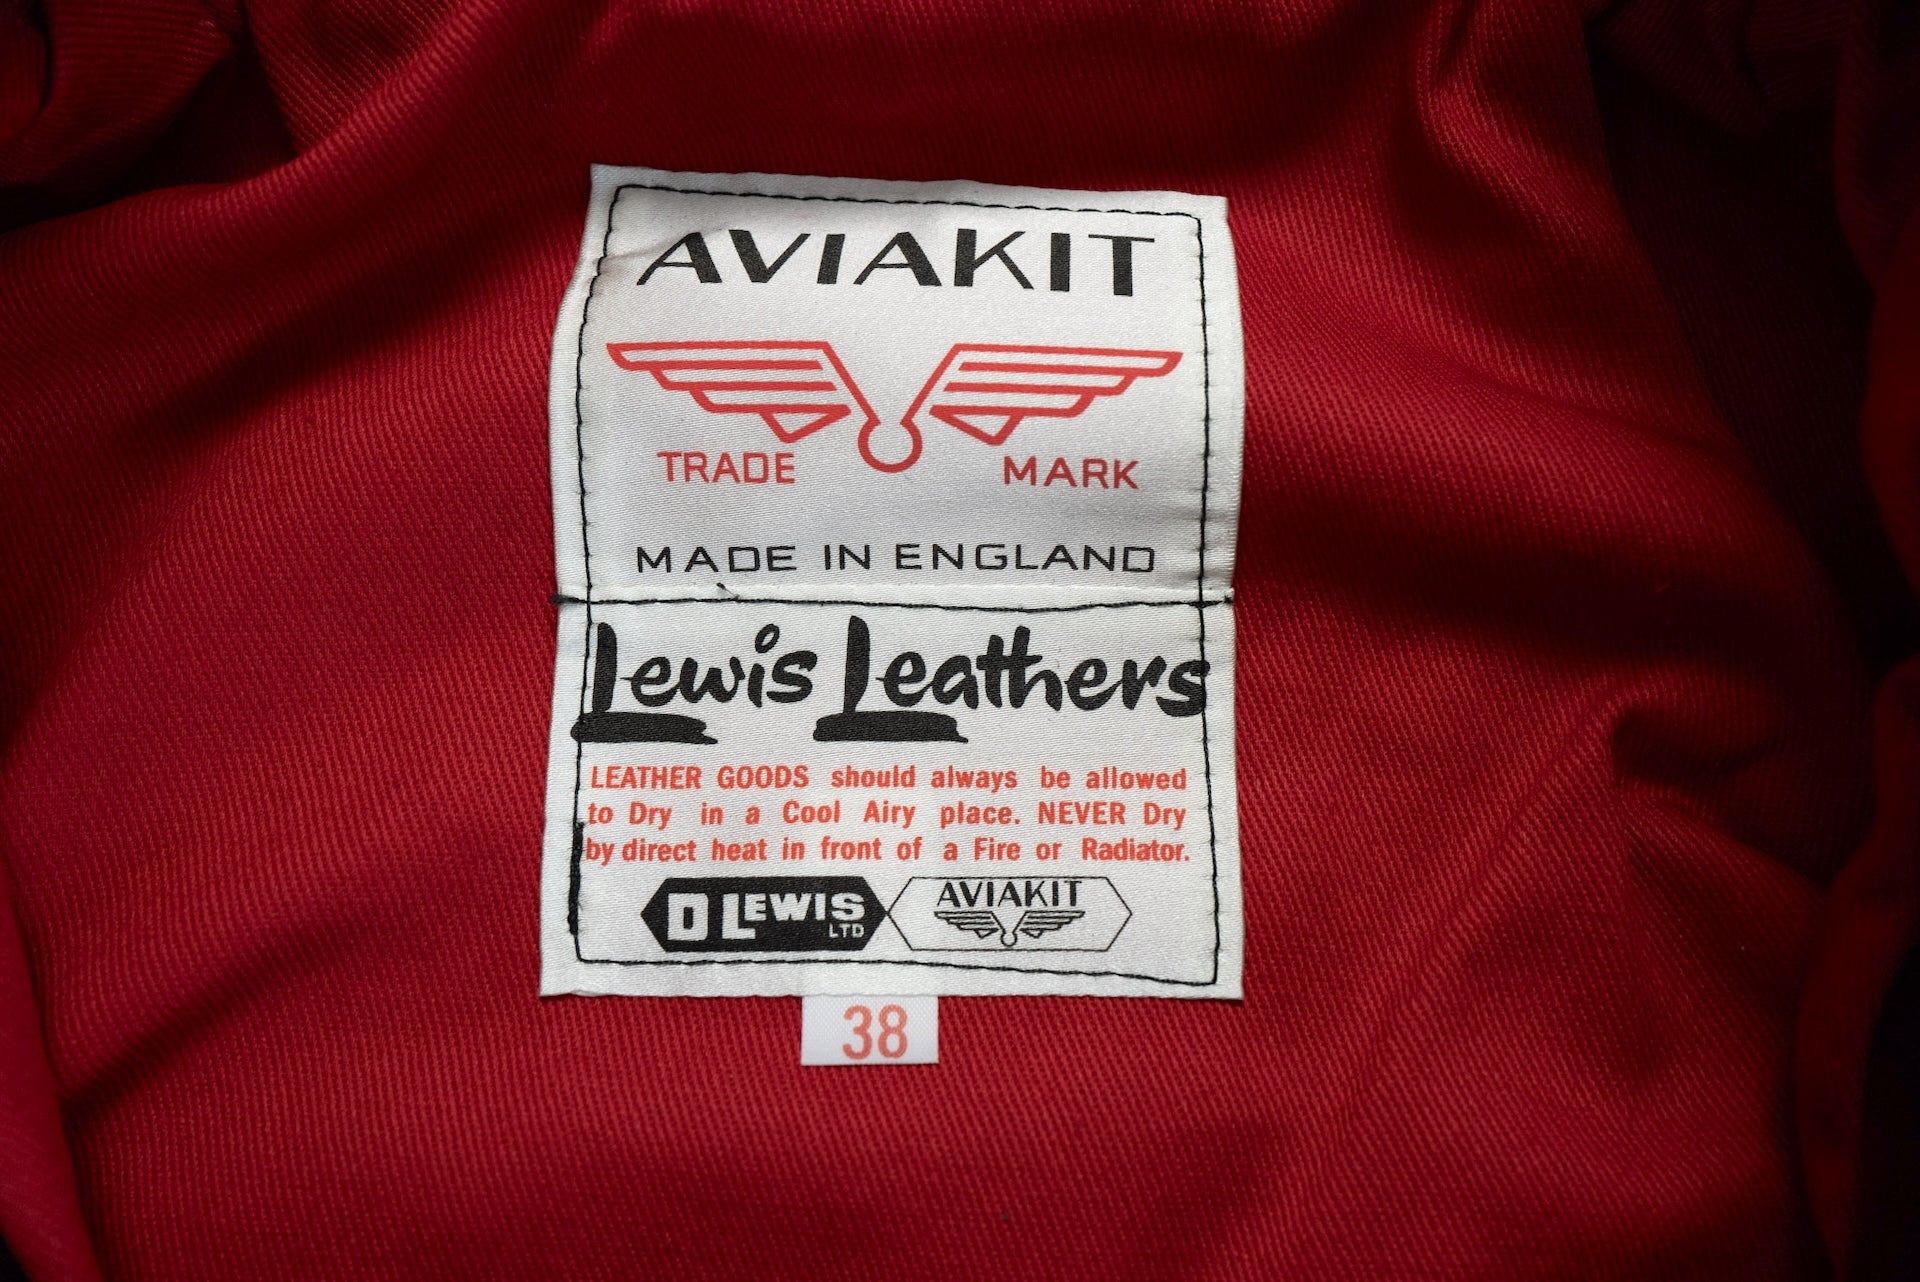 AVIAKIT
TRADE MARK
MADE IN ENGLAND
Lewis Leathers
LEATHER GOODS should always be allowed
to Dry in a Cool Airy place. NEVER Dry
by direct heat in front of a Fire or Radiator.
D LEWIS LTD AVIAKIT
38